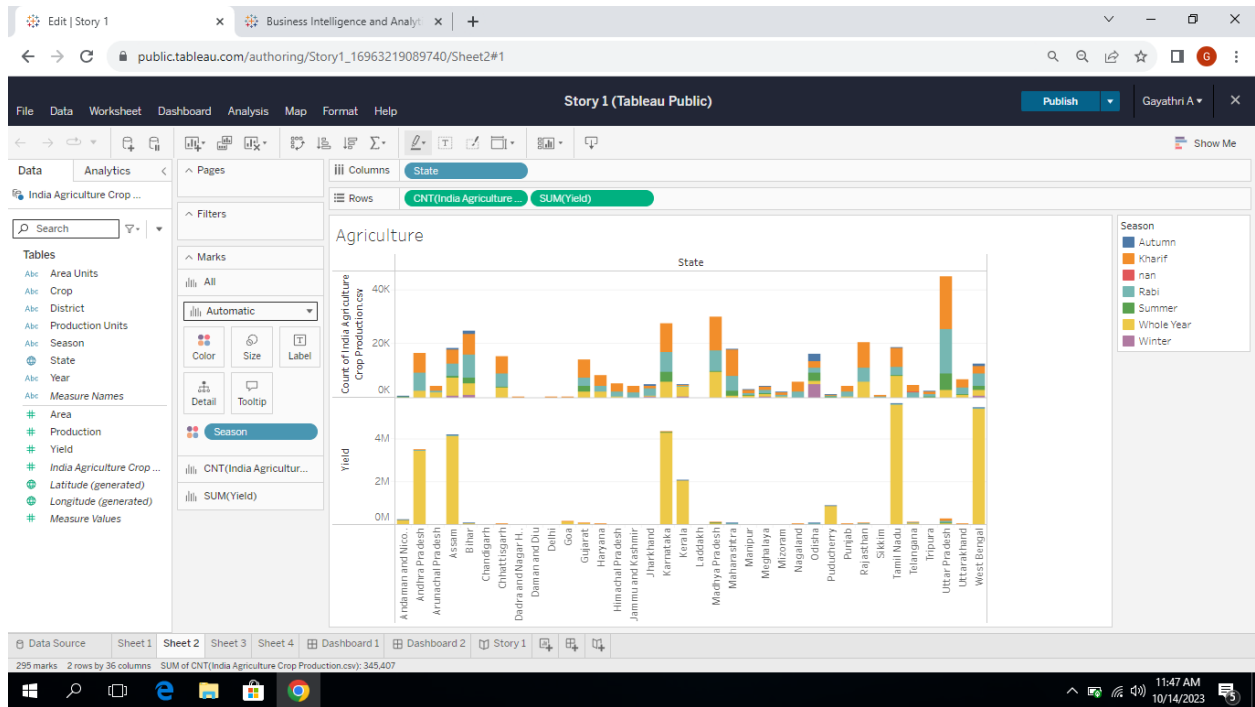 Edit | Story 1
Business Intelligence and Analyti
public.tableau.com/authoring/Story1_16963219089740/Sheet2#1
G
File Data Worksheet Dashboard Analysis Map Format Help
Story 1 (Tableau Public)
Publish
Gayathri A
Show Me
Data Analytics
Pages
Columns State
India Agriculture Crop ...
Rows CNT(India Agriculture ... SUM(Yield)
Filters
Search
Tables
Abc Area Units
Abc Crop
Abc District
Abc Production Units
Abc Season
State
Abc Year
Abc Measure Names
# Area
# Production
# Yield
# India Agriculture Crop ...
Latitude (generated)
Longitude (generated)
# Measure Values
Marks
All
Automatic
Color Size Label
Detail Tooltip
Season
CNT(India Agricultur...
SUM(Yield)
Agriculture
State
Count of India Agriculture
Crop Production.csv
40K
20K
0K
Yield
4M
2M
0M
Andaman and Nico..
Andhra Pradesh
Arunachal Pradesh
Assam
Bihar
Chandigarh
Chhattisgarh
Dadra and Nagar H..
Daman and Diu
Delhi
Goa
Gujarat
Haryana
Himachal Pradesh
Jammu and Kashmir
Jharkhand
Karnataka
Kerala
Laddakh
Madhya Pradesh
Maharashtra
Manipur
Meghalaya
Mizoram
Nagaland
Odisha
Puducherry
Punjab
Rajasthan
Sikkim
Tamil Nadu
Telangana
Tripura
Uttar Pradesh
Uttarakhand
West Bengal
Season
Autumn
Kharif
nan
Rabi
Summer
Whole Year
Winter
Data Source Sheet 1 Sheet 2 Sheet 3 Sheet 4 Dashboard 1 Dashboard 2 Story 1
295 marks 2 rows by 36 columns SUM of CNT(India Agriculture Crop Production.csv): 345,407
11:47 AM
10/14/2023
5